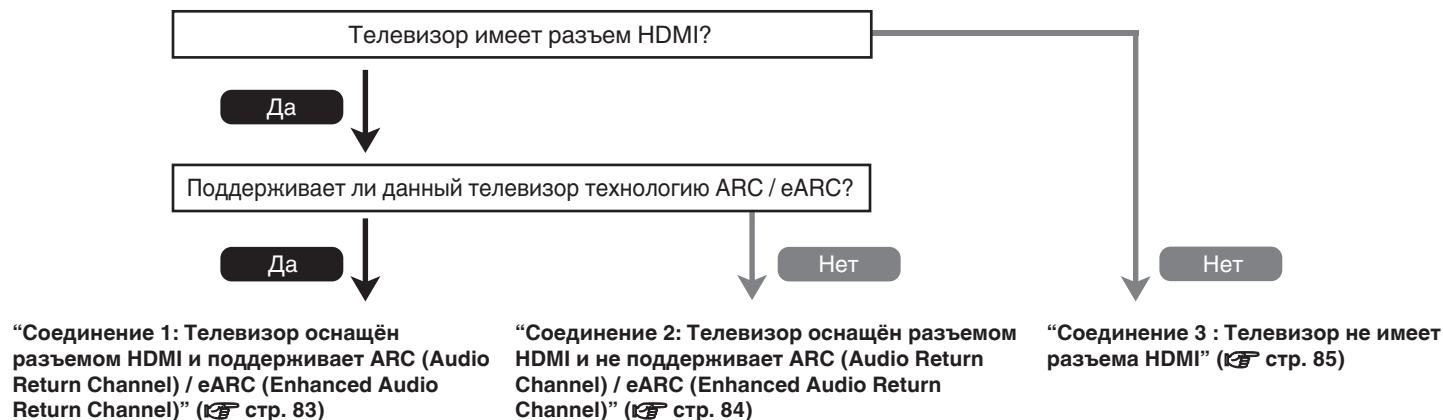 Телевизор имеет разъем HDMI?
Да
Поддерживает ли данный телевизор технологию ARC / eARC?
Да
Нет
Нет
“Соединение 1: Телевизор оснащён
разъемом HDMI и поддерживает ARC (Audio
Return Channel) / eARC (Enhanced Audio
Return Channel)” (☞ стр. 83)
“Соединение 2: Телевизор оснащён разъемом
HDMI и не поддерживает ARC (Audio Return
Channel) / eARC (Enhanced Audio Return
Channel)” (☞ стр. 84)
“Соединение 3 : Телевизор не имеет
разъема HDMI” (☞ стр. 85)